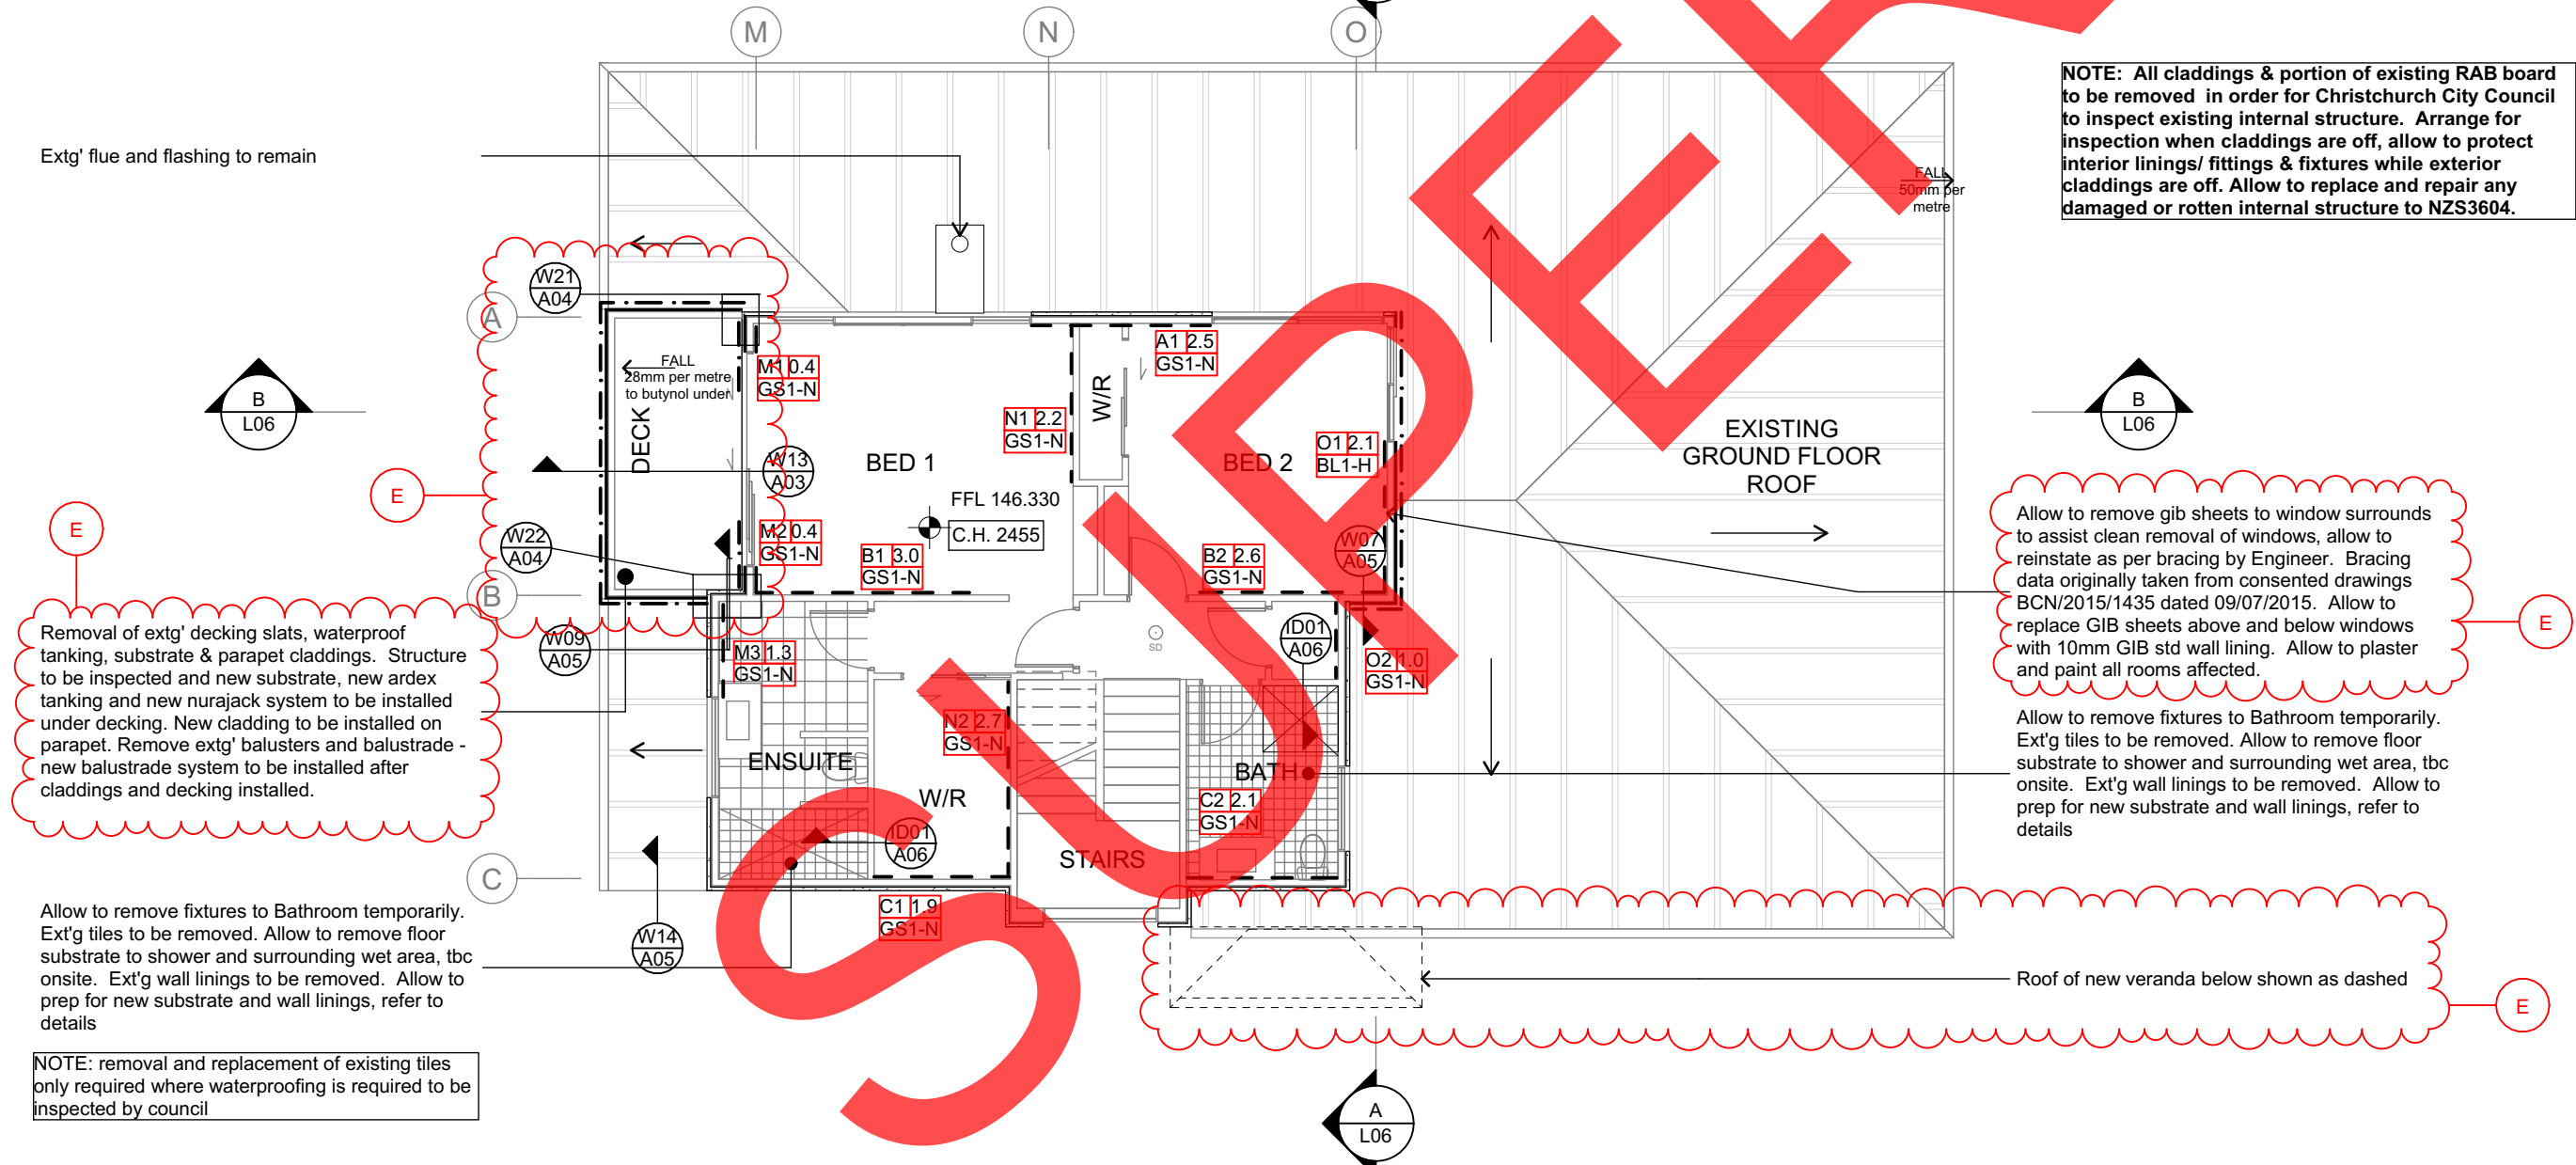 M
N
O
NOTE: All claddings & portion of existing RAB board
to be removed in order for Christchurch City Council
to inspect existing internal structure. Arrange for
inspection when claddings are off, allow to protect
interior linings/ fittings & fixtures while exterior
claddings are off. Allow to replace and repair any
damaged or rotten internal structure to NZS3604.
Extg' flue and flashing to remain
FALL
50mm per
metre
W21
A04
A
FALL
28mm per metre
to butynol under
DECK
M1 0.4
GS1-N
A1 2.5
GS1-N
W/R
N1 2.2
GS1-N
B
L06
B
L06
O1 2.1
BL1-H
W13
A03
BED 1
BED 2
EXISTING
GROUND FLOOR
ROOF
E
E
FFL 146.330
C.H. 2455
W22
A04
M2 0.4
GS1-N
B1 3.0
GS1-N
B2 2.6
GS1-N
W07
A05
Allow to remove gib sheets to window surrounds
to assist clean removal of windows, allow to
reinstate as per bracing by Engineer. Bracing
data originally taken from consented drawings
BCN/2015/1435 dated 09/07/2015. Allow to
replace GIB sheets above and below windows
with 10mm GIB std wall lining. Allow to plaster
and paint all rooms affected.
E
B
Removal of extg' decking slats, waterproof
tanking, substrate & parapet claddings. Structure
to be inspected and new substrate, new ardex
tanking and new nurajack system to be installed
under decking. New cladding to be installed on
parapet. Remove extg' balusters and balustrade -
new balustrade system to be installed after
claddings and decking installed.
W09
A05
M3 1.3
GS1-N
SD
ID01
A06
O2 1.0
GS1-N
N2 2.7
GS1-N
ENSUITE
W/R
BATH
C2 2.1
GS1-N
STAIRS
ID01
A06
Allow to remove fixtures to Bathroom temporarily.
Ext'g tiles to be removed. Allow to remove floor
substrate to shower and surrounding wet area, tbc
onsite. Ext'g wall linings to be removed. Allow to
prep for new substrate and wall linings, refer to
details
C
C1 1.9
GS1-N
W14
A05
Allow to remove fixtures to Bathroom temporarily.
Ext'g tiles to be removed. Allow to remove floor
substrate to shower and surrounding wet area, tbc
onsite. Ext'g wall linings to be removed. Allow to
prep for new substrate and wall linings, refer to
details
Roof of new veranda below shown as dashed
E
NOTE: removal and replacement of existing tiles
only required where waterproofing is required to be
inspected by council
A
L06
SUPER